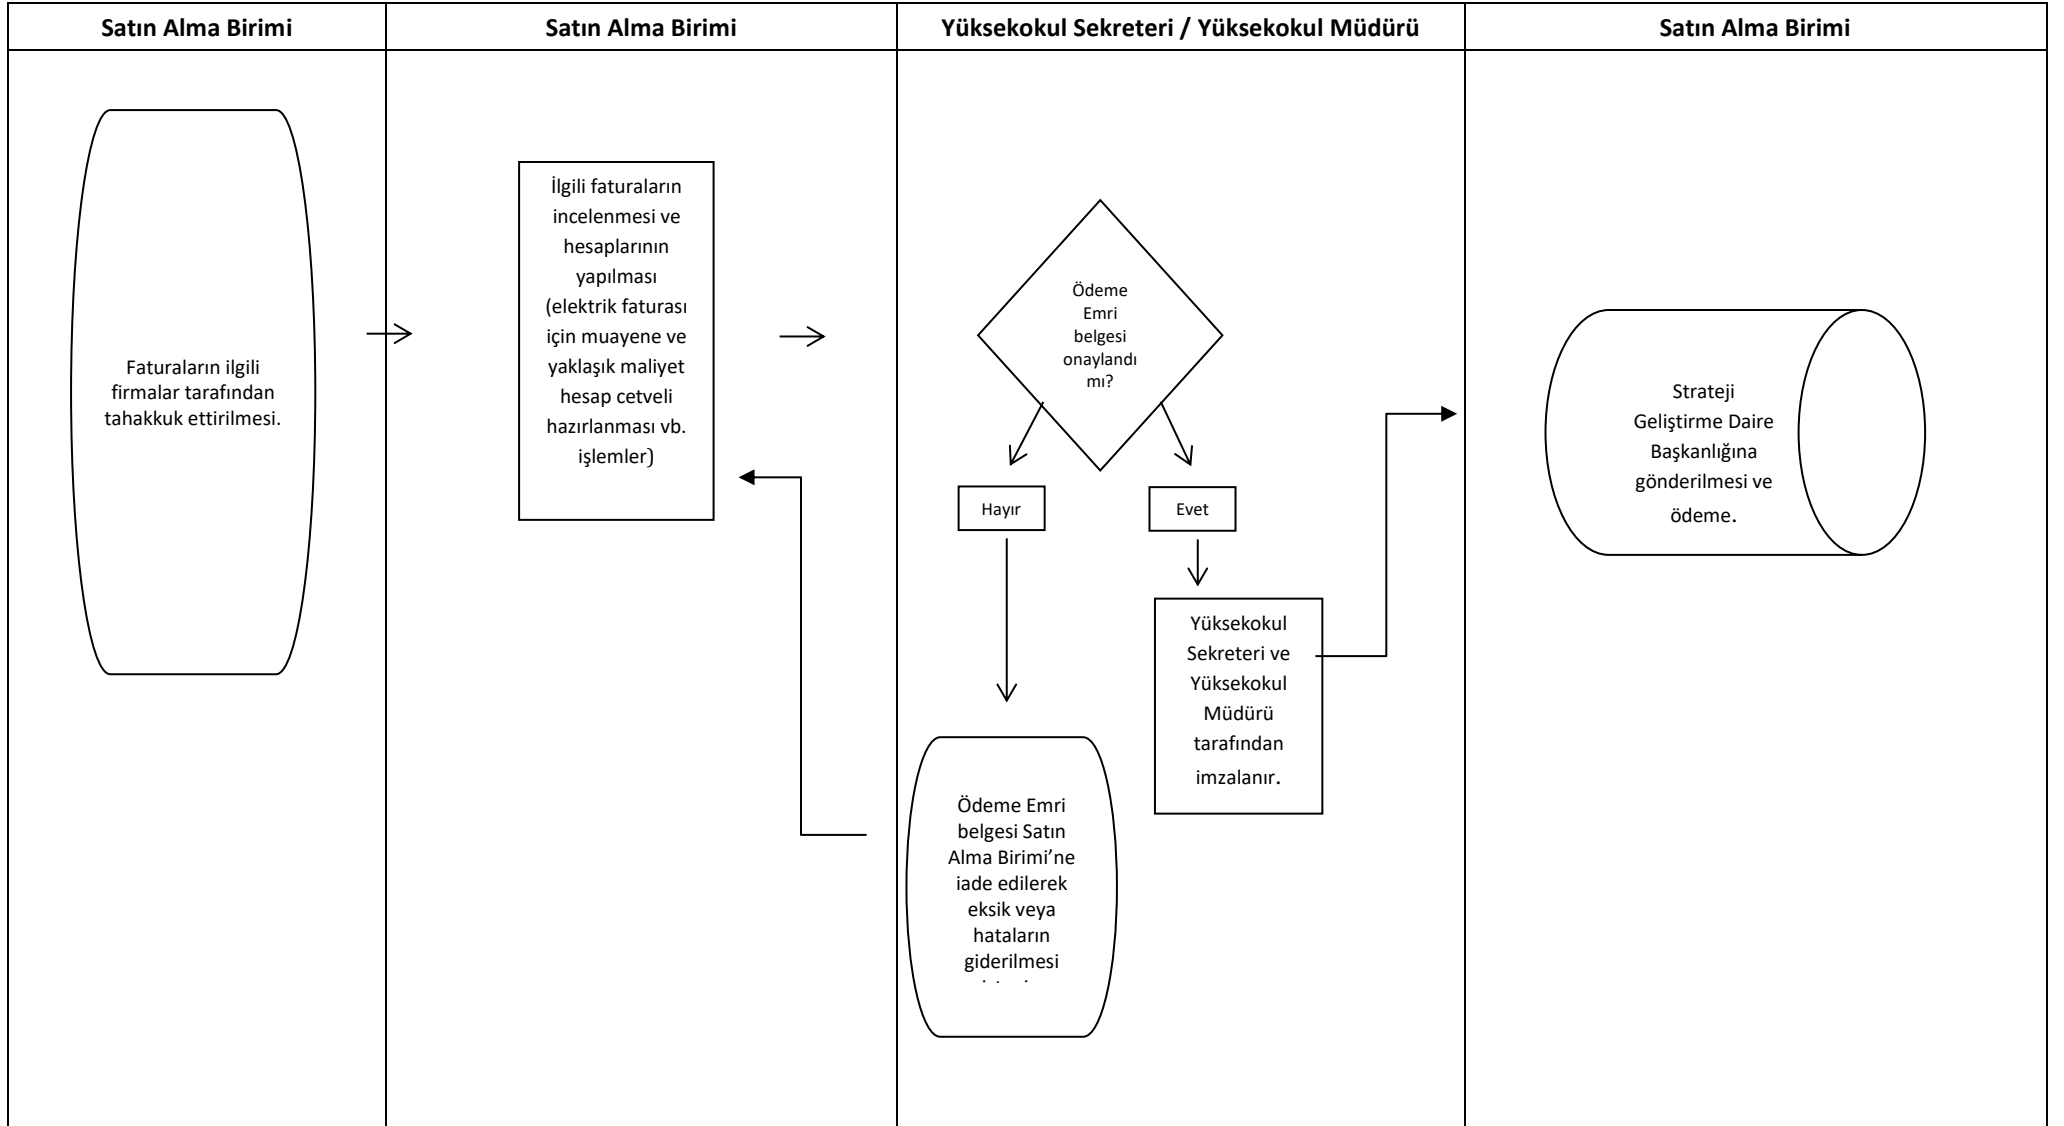 Satın Alma Birimi
Satın Alma Birimi
Yüksekokul Sekreteri / Yüksekokul Müdürü
Satın Alma Birimi
Faturaların ilgili
firmalar tarafından
tahakkuk ettirilmesi.
İlgili faturaların
incelenmesi ve
hesaplarının
yapılması
(elektrik faturası
için muayene ve
yaklaşık maliyet
hesap cetveli
hazırlanması vb.
işlemler)
Ödeme
Emri
belgesi
onaylandı
mı?
Hayır
Evet
Yüksekokul
Sekreteri ve
Yüksekokul
Müdürü
tarafından
imzalanır.
Ödeme Emri
belgesi Satın
Alma Birimi’ne
iade edilerek
eksik veya
hataların
giderilmesi
Strateji
Geliştirme Daire
Başkanlığına
gönderilmesi ve
ödeme.